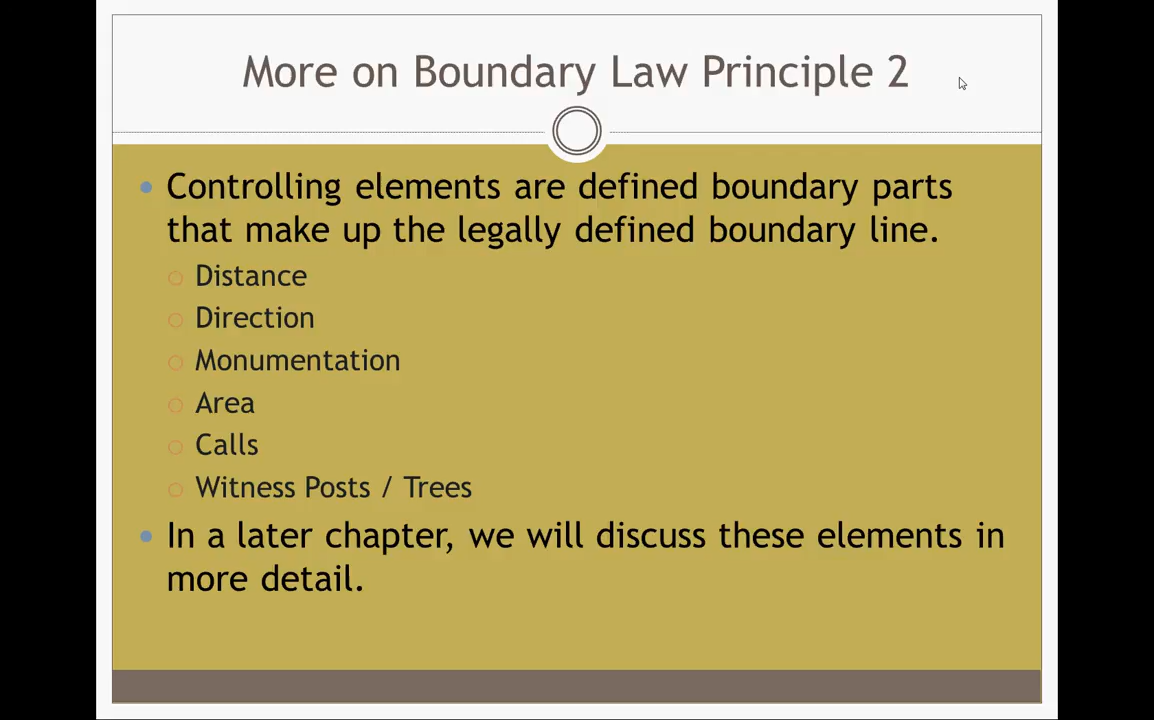 More on Boundary Law Principle 2
Controlling elements are defined boundary parts
that make up the legally defined boundary line.
Distance
Direction
Monumentation
Area
Calls
Witness Posts / Trees
In a later chapter, we will discuss these elements in
more detail.